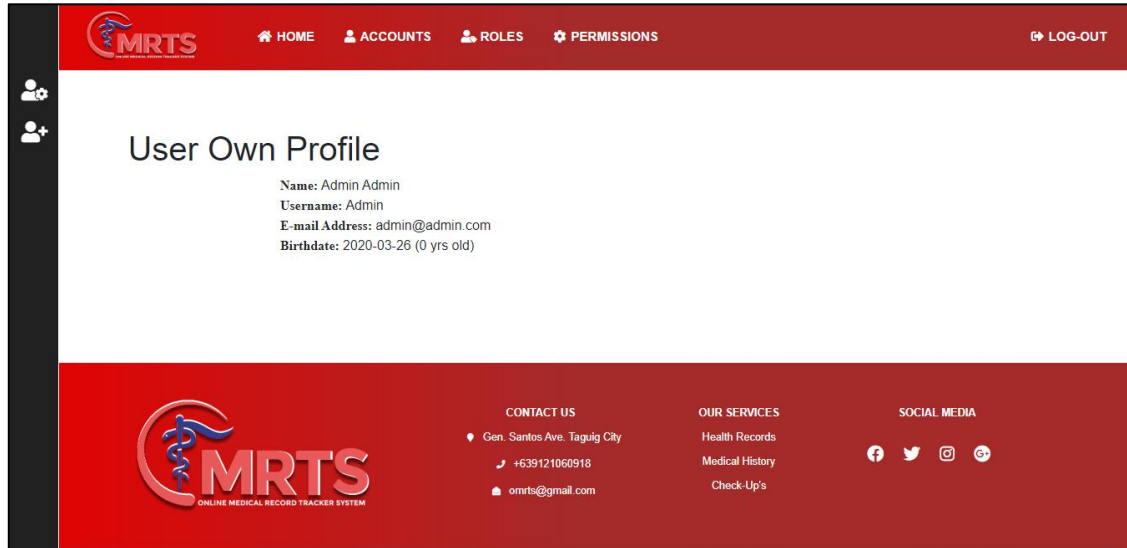 MRTS
ONLINE MEDICAL RECORD TRACKER SYSTEM
HOME ACCOUNTS ROLES PERMISSIONS LOG-OUT
User Own Profile
Name: Admin Admin
Username: Admin
E-mail Address: admin@admin.com
Birthdate: 2020-03-26 (0 yrs old)
MRTS
ONLINE MEDICAL RECORD TRACKER SYSTEM
CONTACT US
Gen. Santos Ave. Taguig City
+639121060918
omrts@gmail.com
OUR SERVICES
Health Records
Medical History
Check-Up's
SOCIAL MEDIA
G+